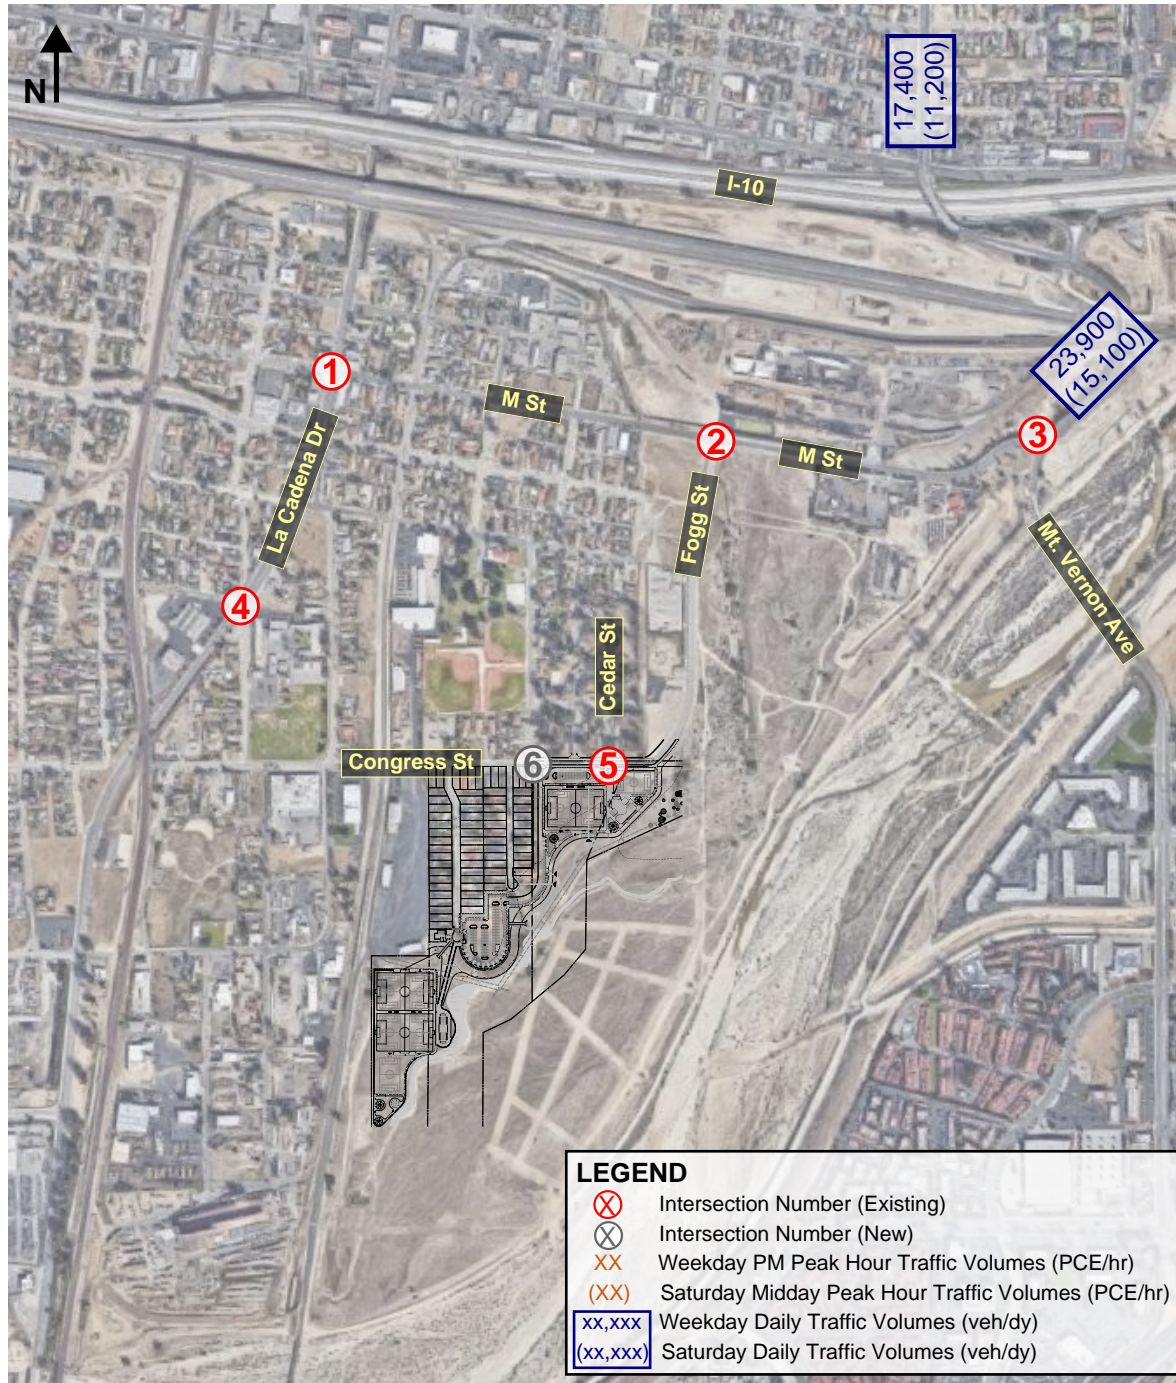 N
17,400
(11,200)
I-10
23,900
(15,100)
1
M St
2
3
M St
La Cadena Dr
Fogg St
Mt. Vernon Ave
4
Cedar St
Congress St
6
5
LEGEND
X Intersection Number (Existing)
X Intersection Number (New)
XX Weekday PM Peak Hour Traffic Volumes (PCE/hr)
(XX) Saturday Midday Peak Hour Traffic Volumes (PCE/hr)
xx,xxx Weekday Daily Traffic Volumes (veh/dy)
(xx,xxx) Saturday Daily Traffic Volumes (veh/dy)